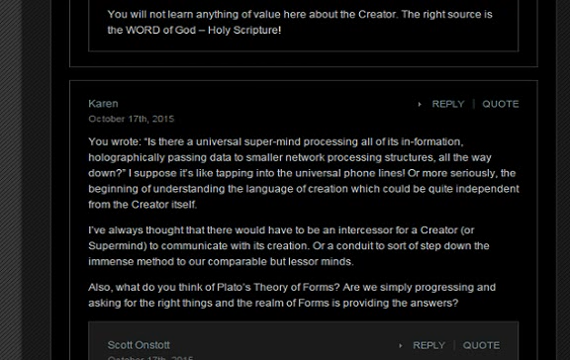 You will not learn anything of value here about the Creator. The right source is
the WORD of God – Holy Scripture!
Karen
REPLY | QUOTE
October 17th, 2015
You wrote: “Is there a universal super-mind processing all of its in-formation,
holographically passing data to smaller network processing structures, all the way
down?” I suppose it’s like tapping into the universal phone lines! Or more seriously, the
beginning of understanding the language of creation which could be quite independent
from the Creator itself.
I’ve always thought that there would have to be an intercessor for a Creator (or
Supermind) to communicate with its creation. Or a conduit to sort of step down the
immense method to our comparable but lessor minds.
Also, what do you think of Plato’s Theory of Forms? Are we simply progressing and
asking for the right things and the realm of Forms is providing the answers?
Scott Onstott
REPLY | QUOTE
October 17th, 2015